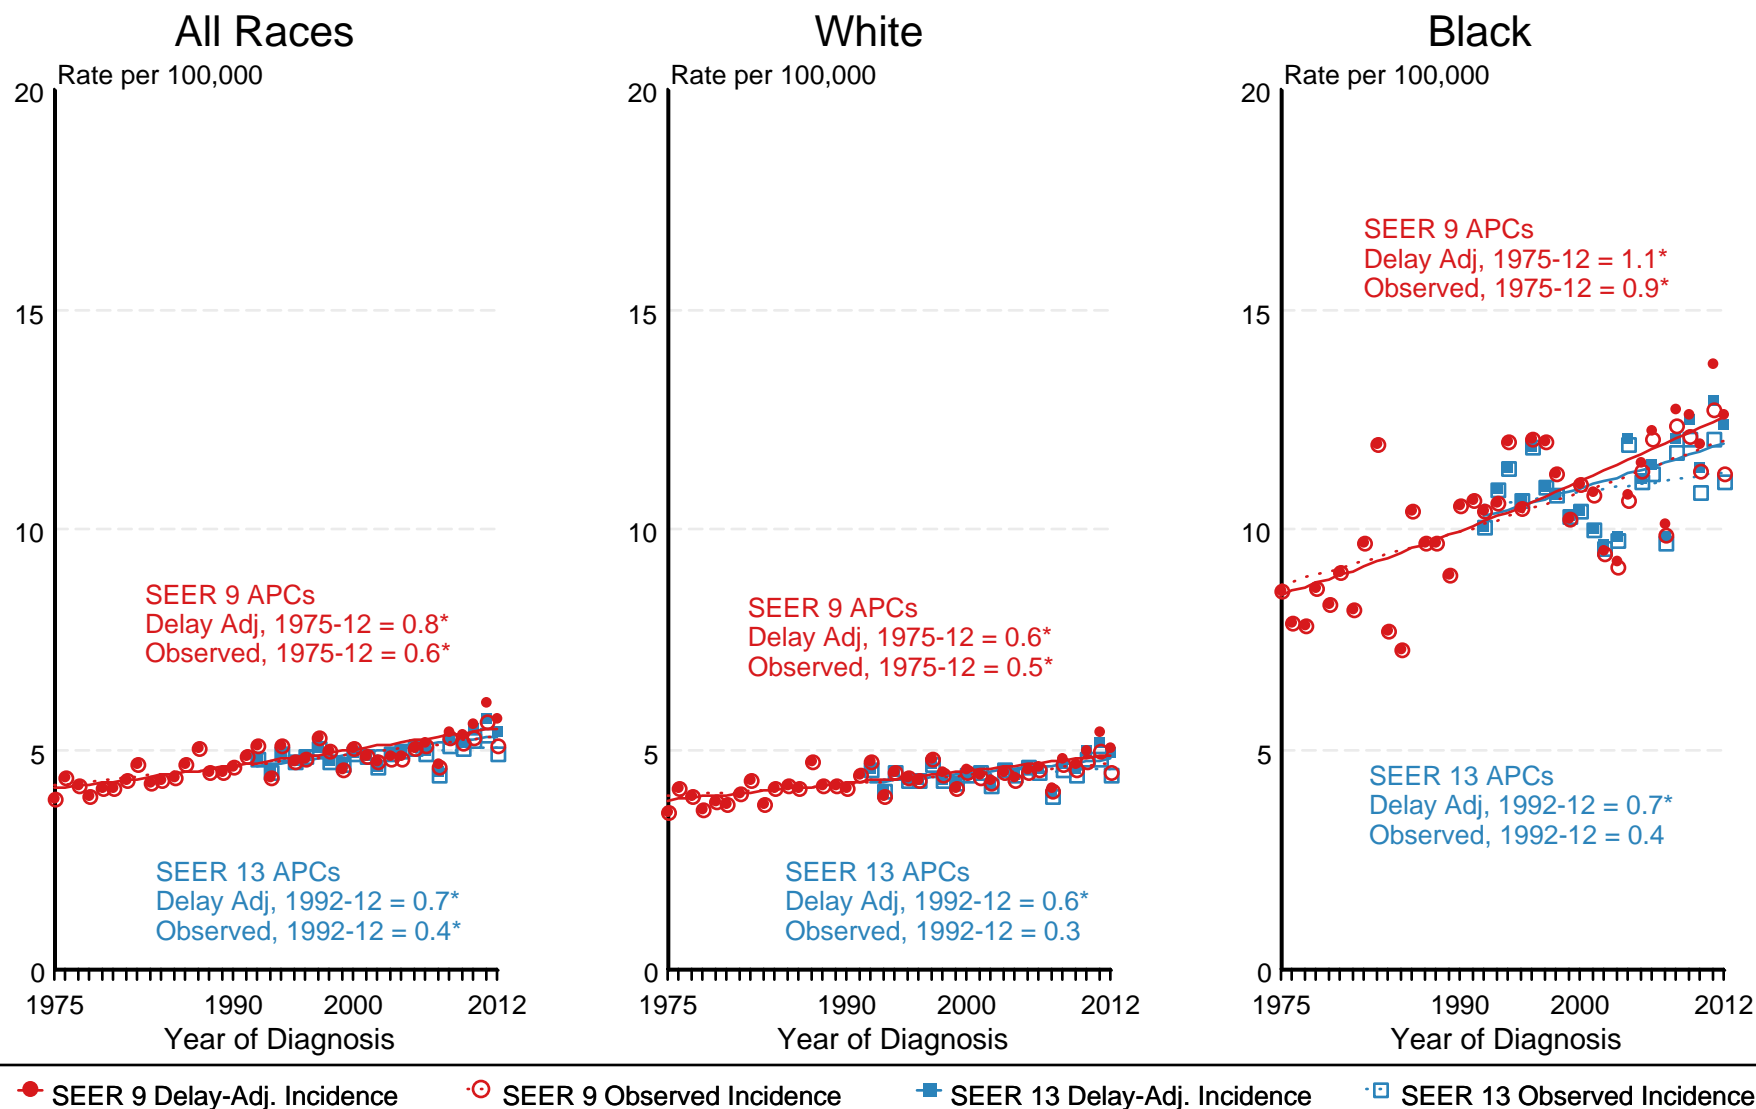 All Races
Rate per 100,000
20
15
10
5
0
SEER 9 APCs
Delay Adj, 1975-12 = 0.8*
Observed, 1975-12 = 0.6*
SEER 13 APCs
Delay Adj, 1992-12 = 0.7*
Observed, 1992-12 = 0.4*
1975 1990 2000 2012
Year of Diagnosis
White
Rate per 100,000
20
15
10
5
0
SEER 9 APCs
Delay Adj, 1975-12 = 0.6*
Observed, 1975-12 = 0.5*
SEER 13 APCs
Delay Adj, 1992-12 = 0.6*
Observed, 1992-12 = 0.3
1975 1990 2000 2012
Year of Diagnosis
Black
Rate per 100,000
20
15
10
5
0
SEER 9 APCs
Delay Adj, 1975-12 = 1.1*
Observed, 1975-12 = 0.9*
SEER 13 APCs
Delay Adj, 1992-12 = 0.7*
Observed, 1992-12 = 0.4
1975 1990 2000 2012
Year of Diagnosis
SEER 9 Delay-Adj. Incidence
SEER 9 Observed Incidence
SEER 13 Delay-Adj. Incidence
SEER 13 Observed Incidence